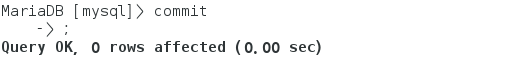 MariaDB [mysql]> commit
    -> ;
Query OK, 0 rows affected (0.00 sec)